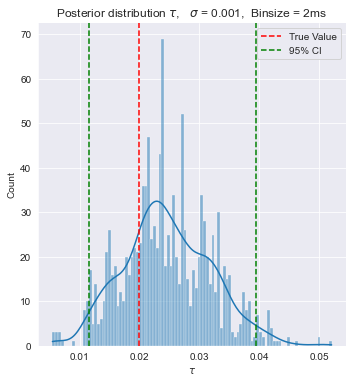 Posterior distribution τ, σ = 0.001, Binsize = 2ms
True Value
95% CI
Count
70
60
50
40
30
20
10
0
0.01 0.02 0.03 0.04 0.05
τ